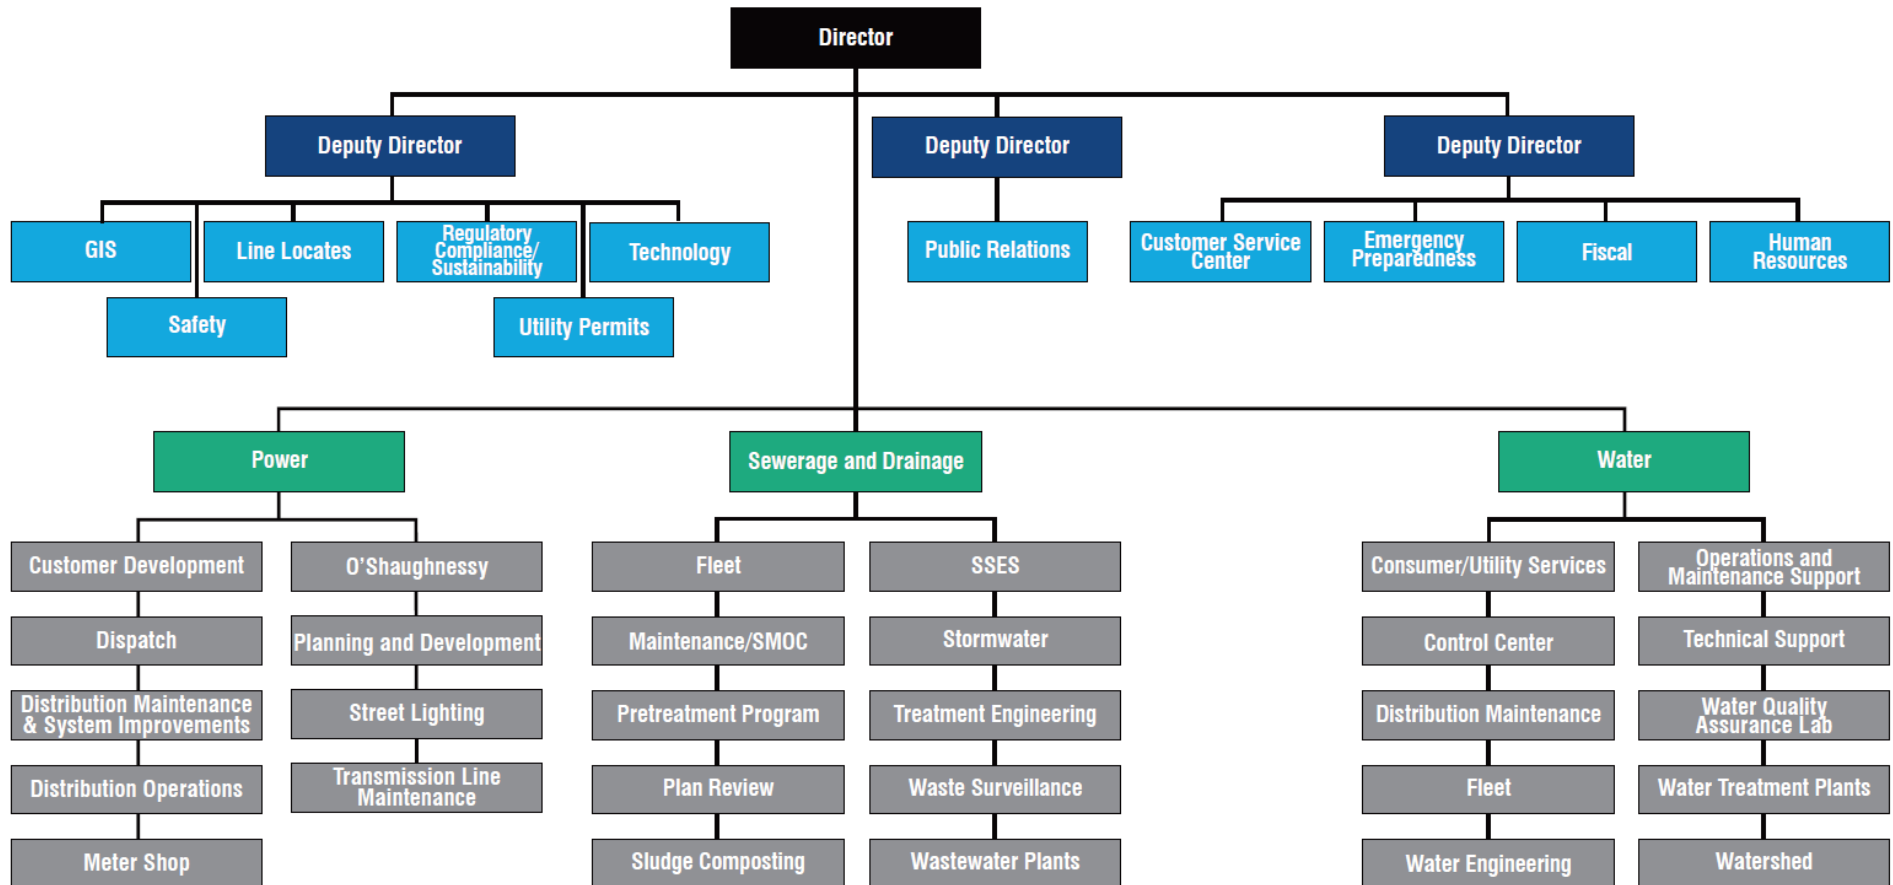 Director
Deputy Director
Deputy Director
Deputy Director
GIS
Line Locates
Regulatory
Compliance/
Sustainability
Technology
Public Relations
Customer Service
Center
Emergency
Preparedness
Fiscal
Human
Resources
Safety
Utility Permits
Power
Sewerage and Drainage
Water
Customer Development
Dispatch
Distribution Maintenance
& System Improvements
Distribution Operations
Meter Shop
O'Shaughnessy
Planning and Development
Street Lighting
Transmission Line
Maintenance
Fleet
Maintenance/SMOC
Pretreatment Program
Plan Review
Sludge Composting
SSES
Stormwater
Treatment Engineering
Waste Surveillance
Wastewater Plants
Consumer/Utility Services
Control Center
Distribution Maintenance
Fleet
Water Engineering
Operations and
Maintenance Support
Technical Support
Water Quality
Assurance Lab
Water Treatment Plants
Watershed